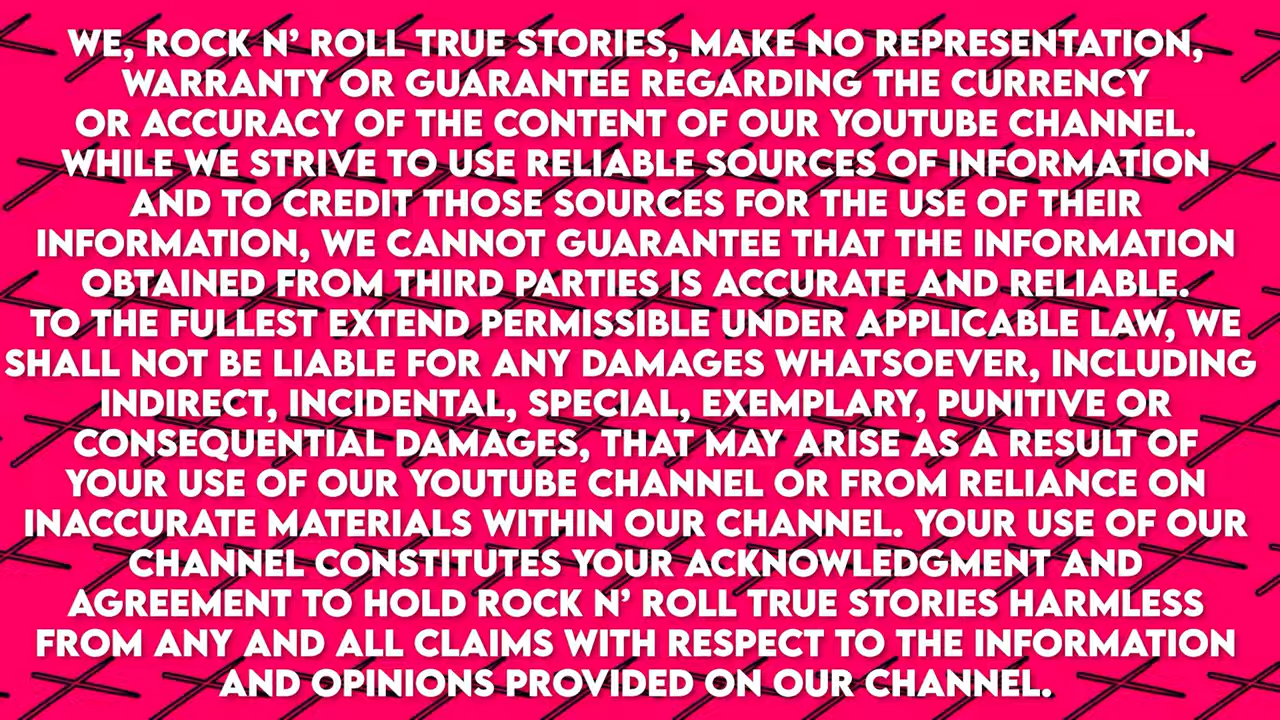 WE, ROCK N’ ROLL TRUE STORIES, MAKE NO REPRESENTATION,
WARRANTY OR GUARANTEE REGARDING THE CURRENCY
OR ACCURACY OF THE CONTENT OF OUR YOUTUBE CHANNEL.
WHILE WE STRIVE TO USE RELIABLE SOURCES OF INFORMATION
AND TO CREDIT THOSE SOURCES FOR THE USE OF THEIR
INFORMATION, WE CANNOT GUARANTEE THAT THE INFORMATION
OBTAINED FROM THIRD PARTIES IS ACCURATE AND RELIABLE.
TO THE FULLEST EXTEND PERMISSIBLE UNDER APPLICABLE LAW, WE
SHALL NOT BE LIABLE FOR ANY DAMAGES WHATSOEVER, INCLUDING
INDIRECT, INCIDENTAL, SPECIAL, EXEMPLARY, PUNITIVE OR
CONSEQUENTIAL DAMAGES, THAT MAY ARISE AS A RESULT OF
YOUR USE OF OUR YOUTUBE CHANNEL OR FROM RELIANCE ON
INACCURATE MATERIALS WITHIN OUR CHANNEL. YOUR USE OF OUR
CHANNEL CONSTITUTES YOUR ACKNOWLEDGMENT AND
AGREEMENT TO HOLD ROCK N’ ROLL TRUE STORIES HARMLESS
FROM ANY AND ALL CLAIMS WITH RESPECT TO THE INFORMATION
AND OPINIONS PROVIDED ON OUR CHANNEL.